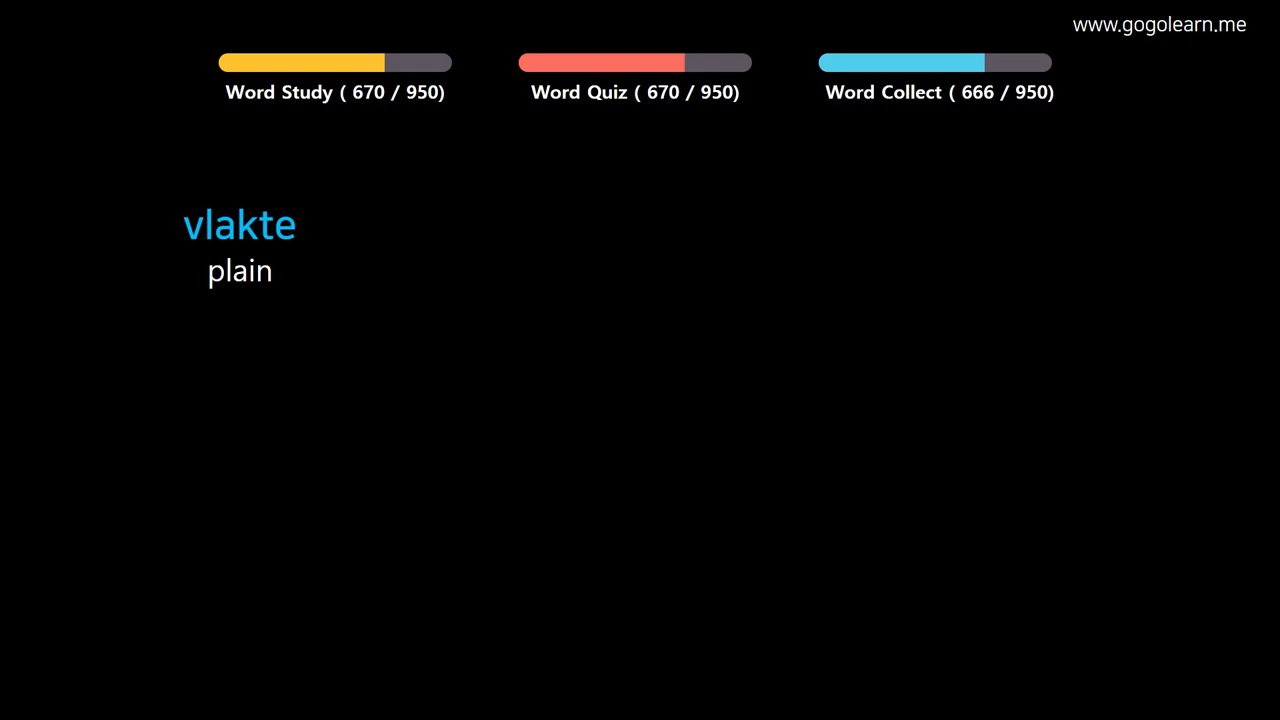 www.gogolearn.me
Word Study ( 670 / 950)
Word Quiz ( 670 / 950)
Word Collect ( 666 / 950)
vlakte
plain